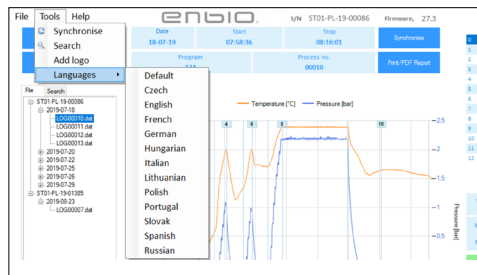 File Tools Help
enbio.
S/N ST01-PL-19-00086 Firmware, 27.3
Synchronise
Search
Add logo
Languages
Default
Czech
English
French
German
Hungarian
Italian
Lithuanian
Polish
Portugal
Slovak
Spanish
Russian
Date
18-07-19
Start
07:58:36
Stop
08:16:01
Synchronise
Program
Process no.
00010
Print/PDF Report
File Search
ST01-PL-19-00086
2019-07-18
LOG00010.dat
LOG00011.dat
LOG00012.dat
LOG00013.dat
2019-07-20
2019-07-22
2019-07-25
2019-07-26
2019-07-29
ST01-PL-19-01385
2019-08-23
LOG00007.dat
Temperature [°C] Pressure [bar]
4 6 8 10
2.5
2
1.5
1
0.5
Pressure [bar]
0
1
2
3
4
5
6
7
8
9
10
11
12